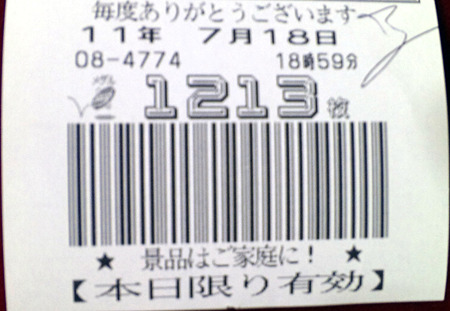 毎度ありがとうございます
11年 7月18日
08-4774 18時59分
メダル 1213枚
★ 景品はご家庭に! ★
【本日限り有効】